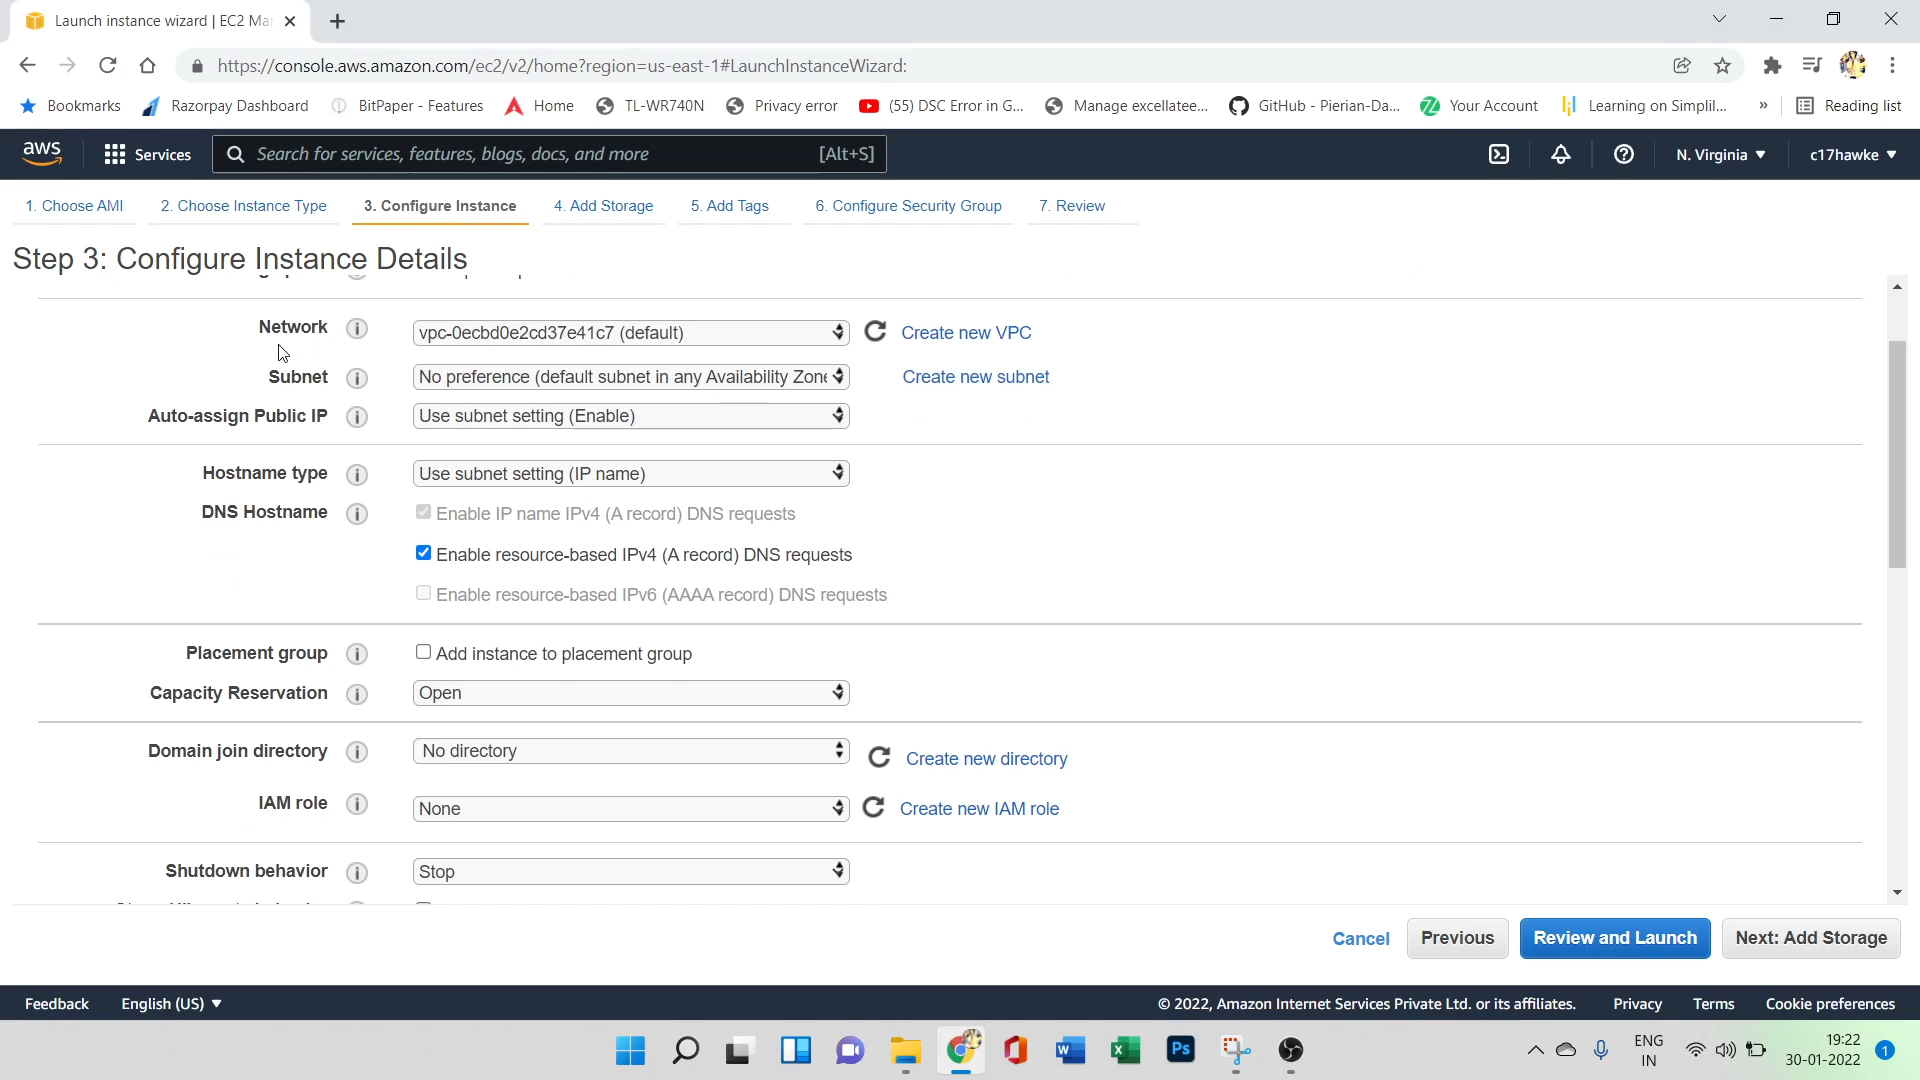 Launch instance wizard | EC2 Ma
https://console.aws.amazon.com/ec2/v2/home?region=us-east-1#LaunchInstanceWizard:
Bookmarks Razorpay Dashboard BitPaper - Features Home TL-WR740N Privacy error (55) DSC Error in G... Manage excellatee... GitHub - Pierian-Da... Your Account Learning on Simplil... » Reading list
aws Services Search for services, features, blogs, docs, and more [Alt+S] N. Virginia c17hawke
1. Choose AMI 2. Choose Instance Type 3. Configure Instance 4. Add Storage 5. Add Tags 6. Configure Security Group 7. Review
Step 3: Configure Instance Details
Network vpc-0ecbd0e2cd37e41c7 (default) Create new VPC
Subnet No preference (default subnet in any Availability Zone Create new subnet
Auto-assign Public IP Use subnet setting (Enable)
Hostname type Use subnet setting (IP name)
DNS Hostname Enable IP name IPv4 (A record) DNS requests
Enable resource-based IPv4 (A record) DNS requests
Enable resource-based IPv6 (AAAA record) DNS requests
Placement group Add instance to placement group
Capacity Reservation Open
Domain join directory No directory Create new directory
IAM role None Create new IAM role
Shutdown behavior Stop
Cancel Previous Review and Launch Next: Add Storage
Feedback English (US) © 2022, Amazon Internet Services Private Ltd. or its affiliates. Privacy Terms Cookie preferences
ENG 19:22
IN 30-01-2022 1